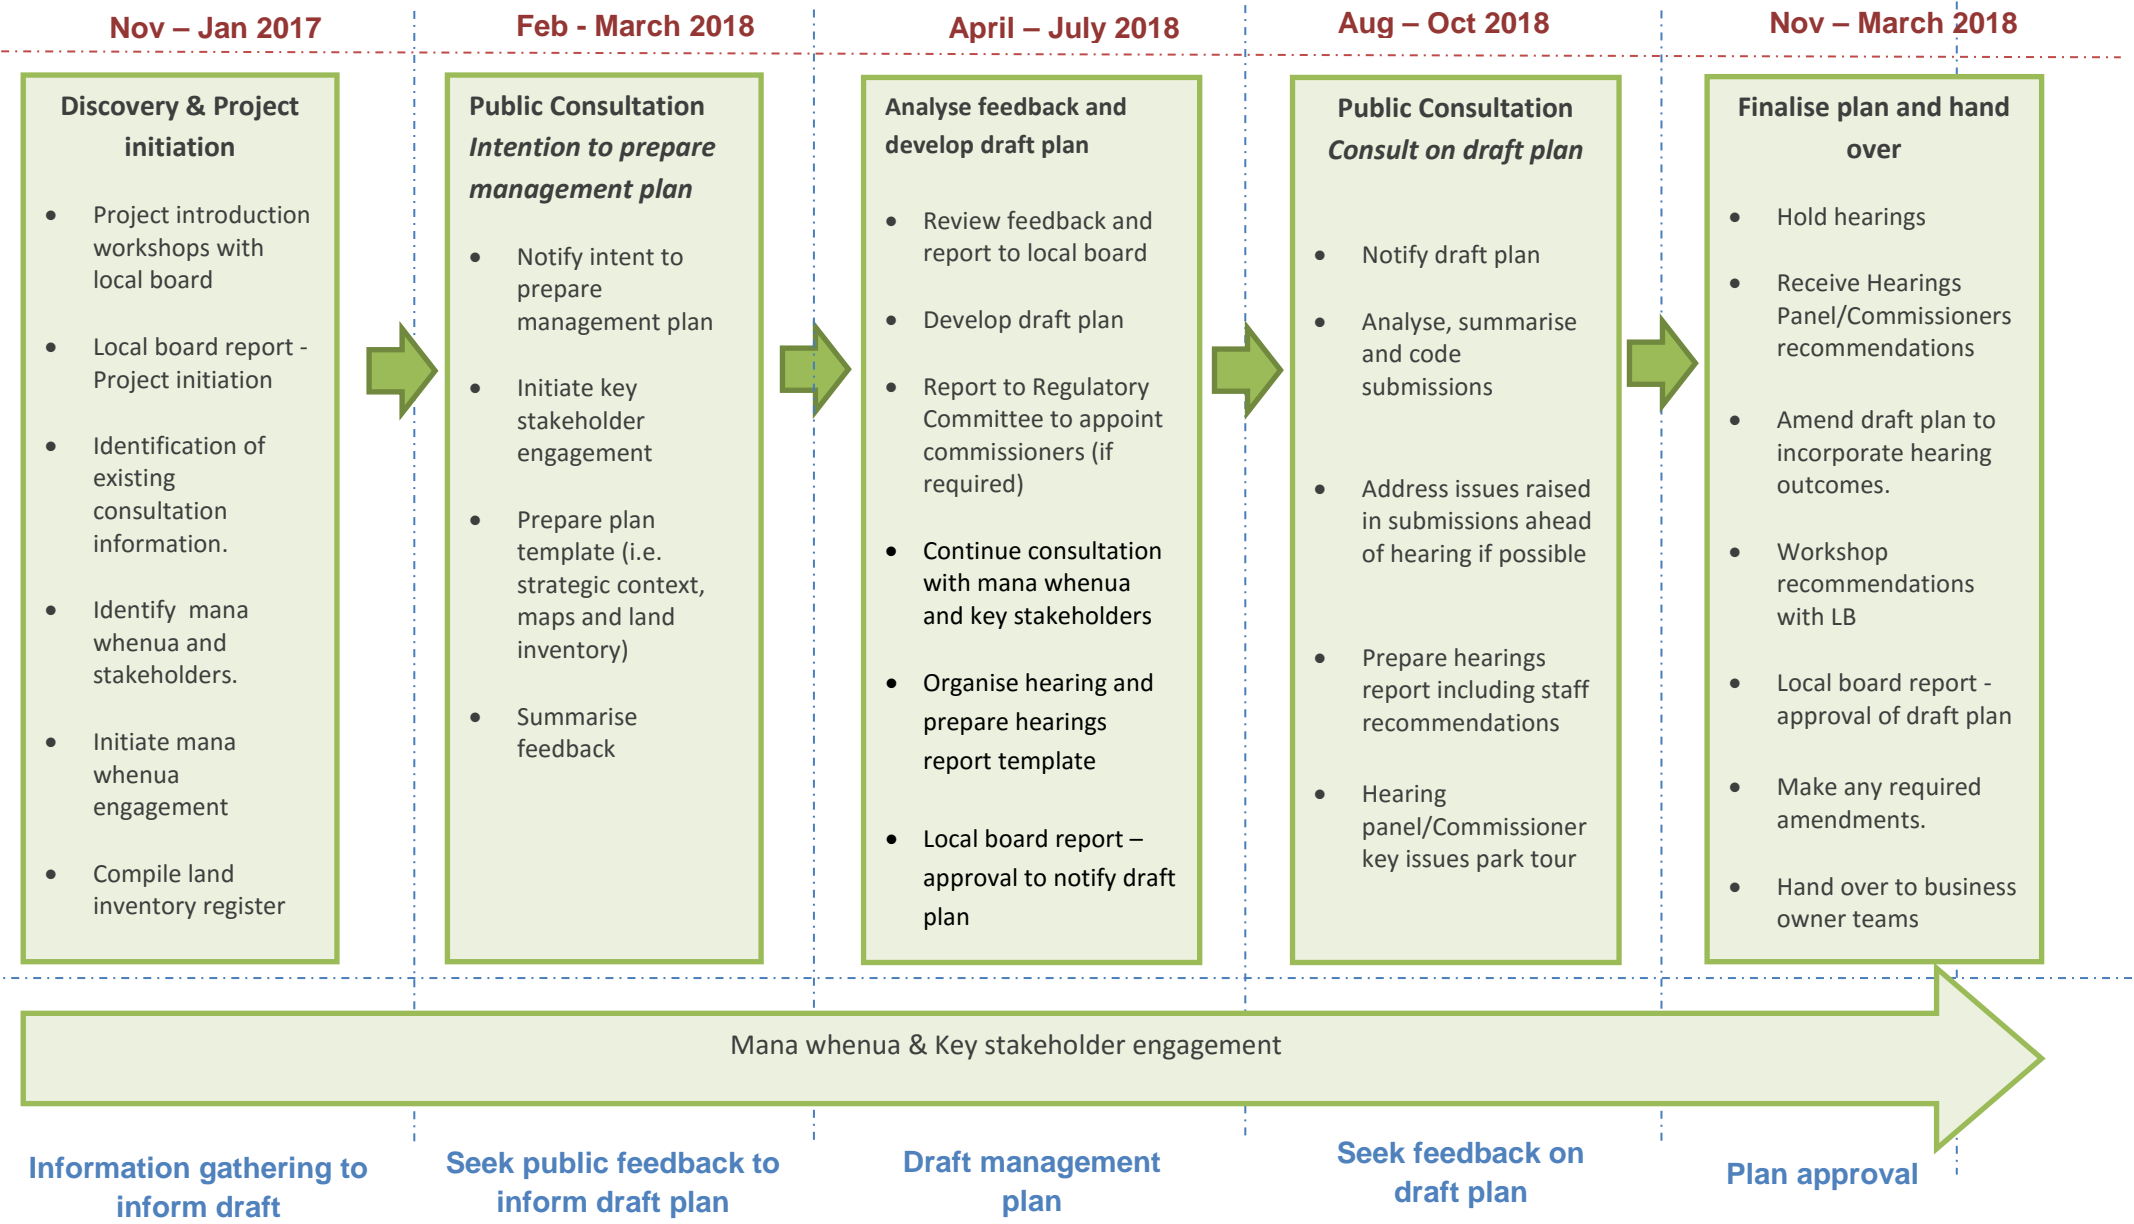 Nov – Jan 2017
Feb - March 2018
April – July 2018
Aug – Oct 2018
Nov – March 2018
Discovery & Project
initiation
• Project introduction
workshops with
local board
• Local board report -
Project initiation
• Identification of
existing
consultation
information.
• Identify  mana
whenua and
stakeholders.
• Initiate mana
whenua
engagement
• Compile land
inventory register
Public Consultation
Intention to prepare
management plan
• Notify intent to
prepare
management plan
• Initiate key
stakeholder
engagement
• Prepare plan
template (i.e.
strategic context,
maps and land
inventory)
• Summarise
feedback
Analyse feedback and
develop draft plan
• Review feedback and
report to local board
• Develop draft plan
• Report to Regulatory
Committee to appoint
commissioners (if
required)
• Continue consultation
with mana whenua
and key stakeholders
• Organise hearing and
prepare hearings
report template
• Local board report –
approval to notify draft
plan
Public Consultation
Consult on draft plan
• Notify draft plan
• Analyse, summarise
and code
submissions
• Address issues raised
in submissions ahead
of hearing if possible
• Prepare hearings
report including staff
recommendations
• Hearing
panel/Commissioner
key issues park tour
Finalise plan and hand
over
• Hold hearings
• Receive Hearings
Panel/Commissioners
recommendations
• Amend draft plan to
incorporate hearing
outcomes.
• Workshop
recommendations
with LB
• Local board report -
approval of draft plan
• Make any required
amendments.
• Hand over to business
owner teams
Mana whenua & Key stakeholder engagement
Information gathering to
inform draft
Seek public feedback to
inform draft plan
Draft management
plan
Seek feedback on
draft plan
Plan approval